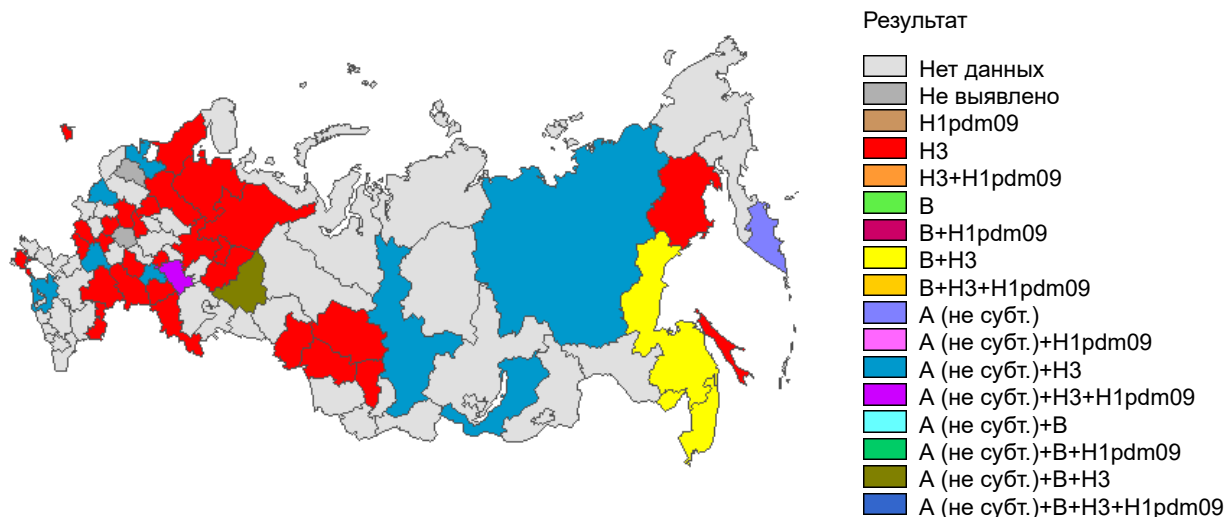 Результат
Нет данных
Не выявлено
H1pdm09
H3
H3+H1pdm09
B
B+H1pdm09
B+H3
B+H3+H1pdm09
A (не субт.)
A (не субт.)+H1pdm09
A (не субт.)+H3
A (не субт.)+H3+H1pdm09
A (не субт.)+B
A (не субт.)+B+H1pdm09
A (не субт.)+B+H3
A (не субт.)+B+H3+H1pdm09